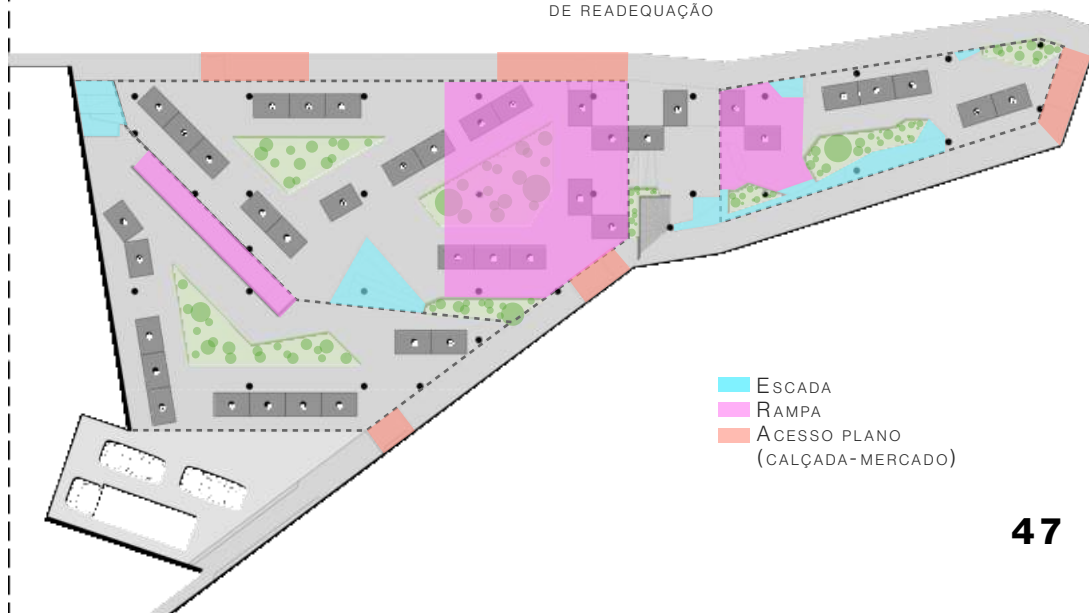 DE READEQUAÇÃO
ESCADA
RAMPA
ACESSO PLANO
(CALÇADA-MERCADO)
47